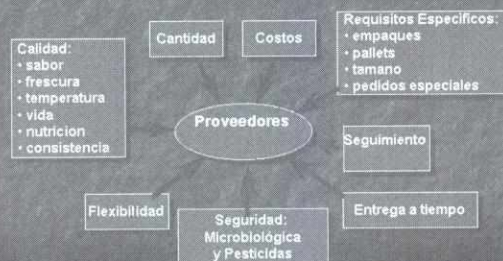 Requisitos Especificos:
• empaques
• pallets
• tamano
• pedidos especiales
Cantidad
Costos
Calidad:
• sabor
• frescura
• temperatura
• vida
• nutricion
• consistencia
Proveedores
Seguimiento
Flexibilidad
Seguridad:
Microbiológica
y Pesticidas
Entrega a tiempo